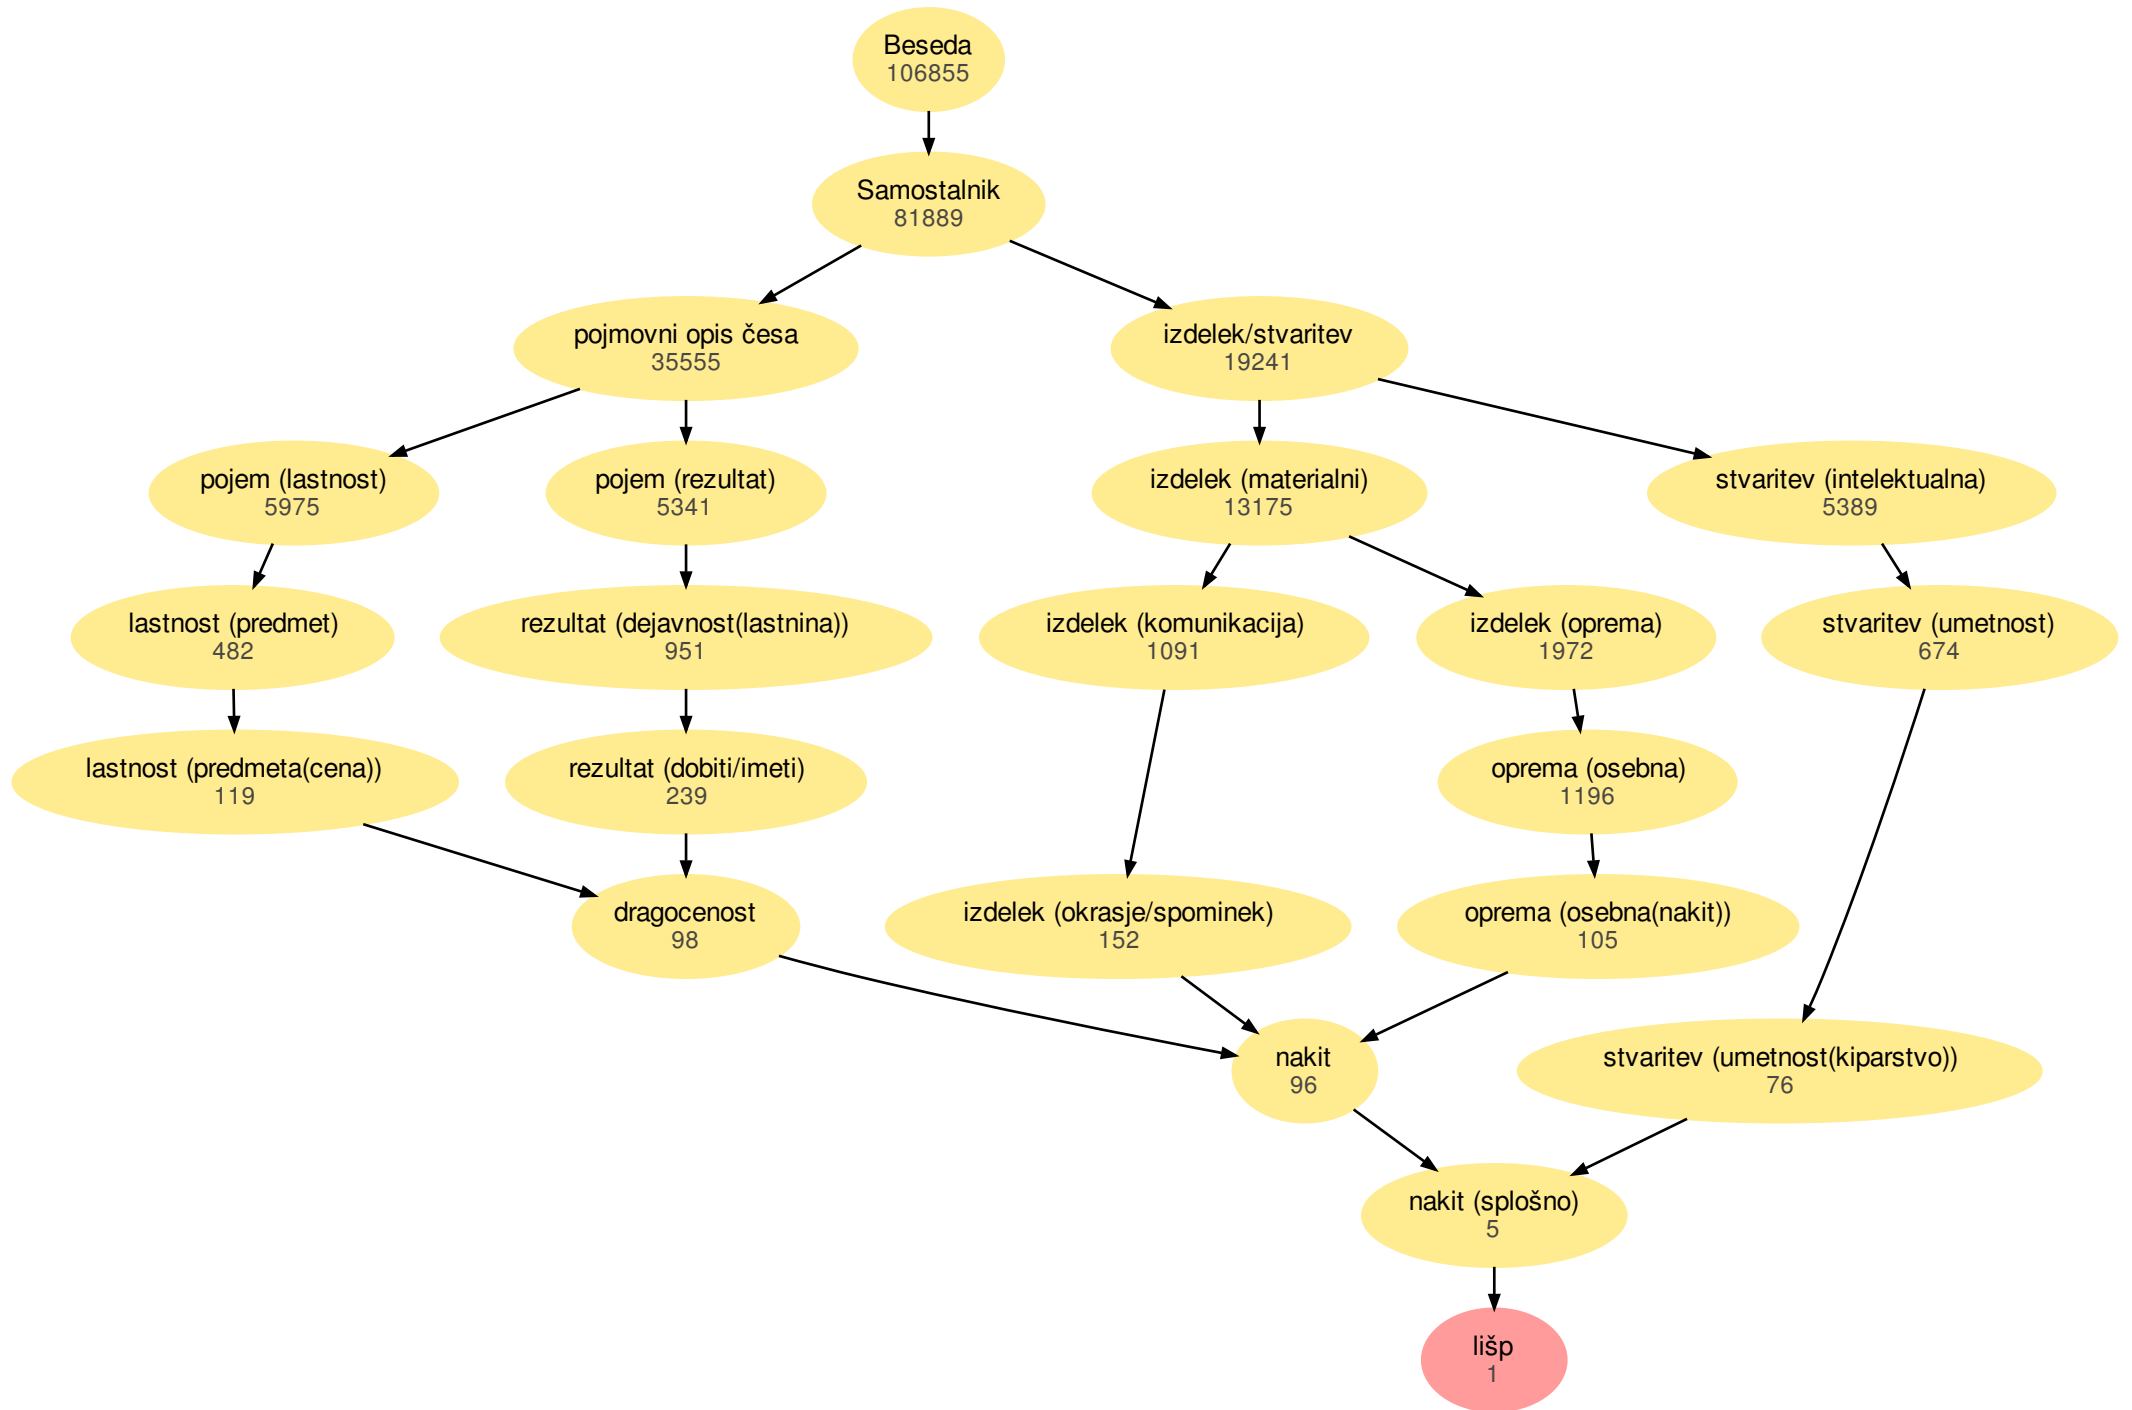 Beseda
106855
Samostalnik
81889
pojmovni opis česa
35555
izdelek/stvaritev
19241
pojem (lastnost)
5975
pojem (rezultat)
5341
izdelek (materialni)
13175
stvaritev (intelektualna)
5389
lastnost (predmet)
482
rezultat (dejavnost(lastnina))
951
izdelek (komunikacija)
1091
izdelek (oprema)
1972
stvaritev (umetnost)
674
lastnost (predmeta(cena))
119
rezultat (dobiti/imeti)
239
oprema (osebna)
1196
dragocenost
98
izdelek (okrasje/spominek)
152
oprema (osebna(nakit))
105
nakit
96
stvaritev (umetnost(kiparstvo))
76
nakit (splošno)
5
lišp
1